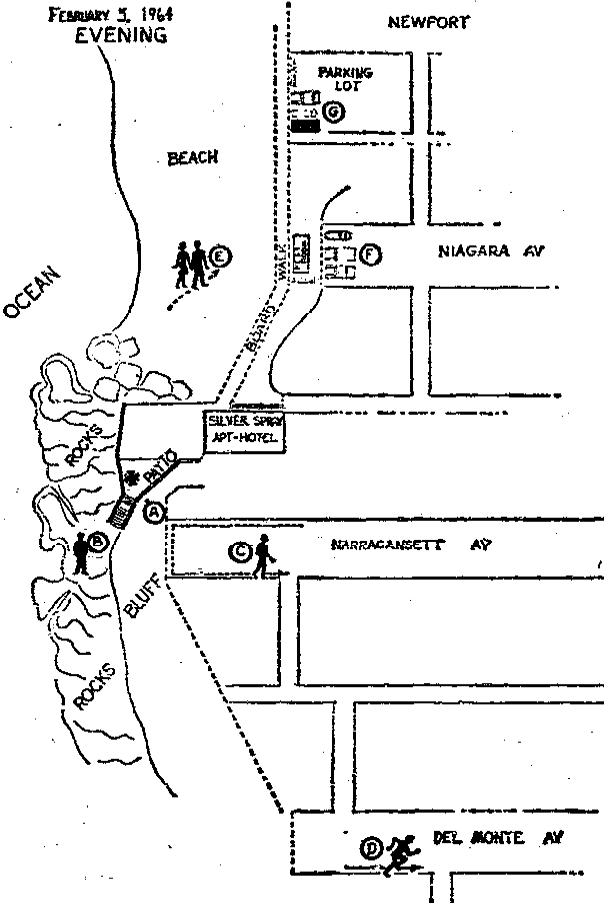 FEBRUARY 5, 1964
EVENING
NEWFORT
PARKING
LOT
G
BEACH
E
WALK
F
NIAGARA AV
OCEAN
BOARD
SILVER SPRAY
APT-HOTEL
ROCKS
PATIO
A
B
C
NARRAGANSETT AV
BLUFF
ROCKS
D
DEL MONTE AV